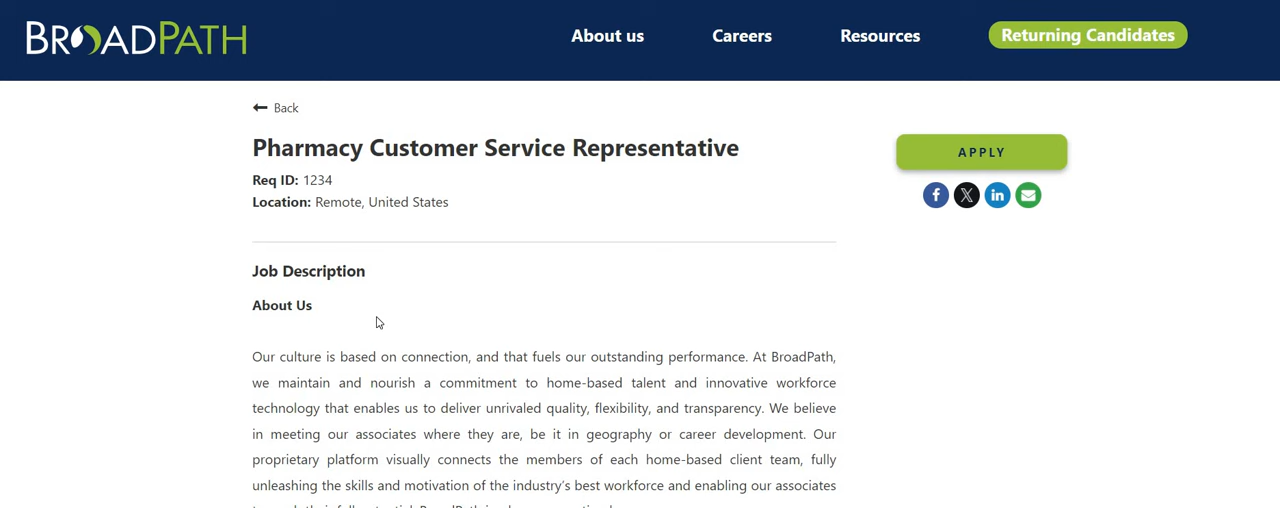 BROADPATH
About us
Careers
Resources
Returning Candidates
Back
Pharmacy Customer Service Representative
APPLY
Req ID: 1234
Location: Remote, United States
Job Description
About Us
Our culture is based on connection, and that fuels our outstanding performance. At BroadPath,
we maintain and nourish a commitment to home-based talent and innovative workforce
technology that enables us to deliver unrivaled quality, flexibility, and transparency. We believe
in meeting our associates where they are, be it in geography or career development. Our
proprietary platform visually connects the members of each home-based client team, fully
unleashing the skills and motivation of the industry's best workforce and enabling our associates